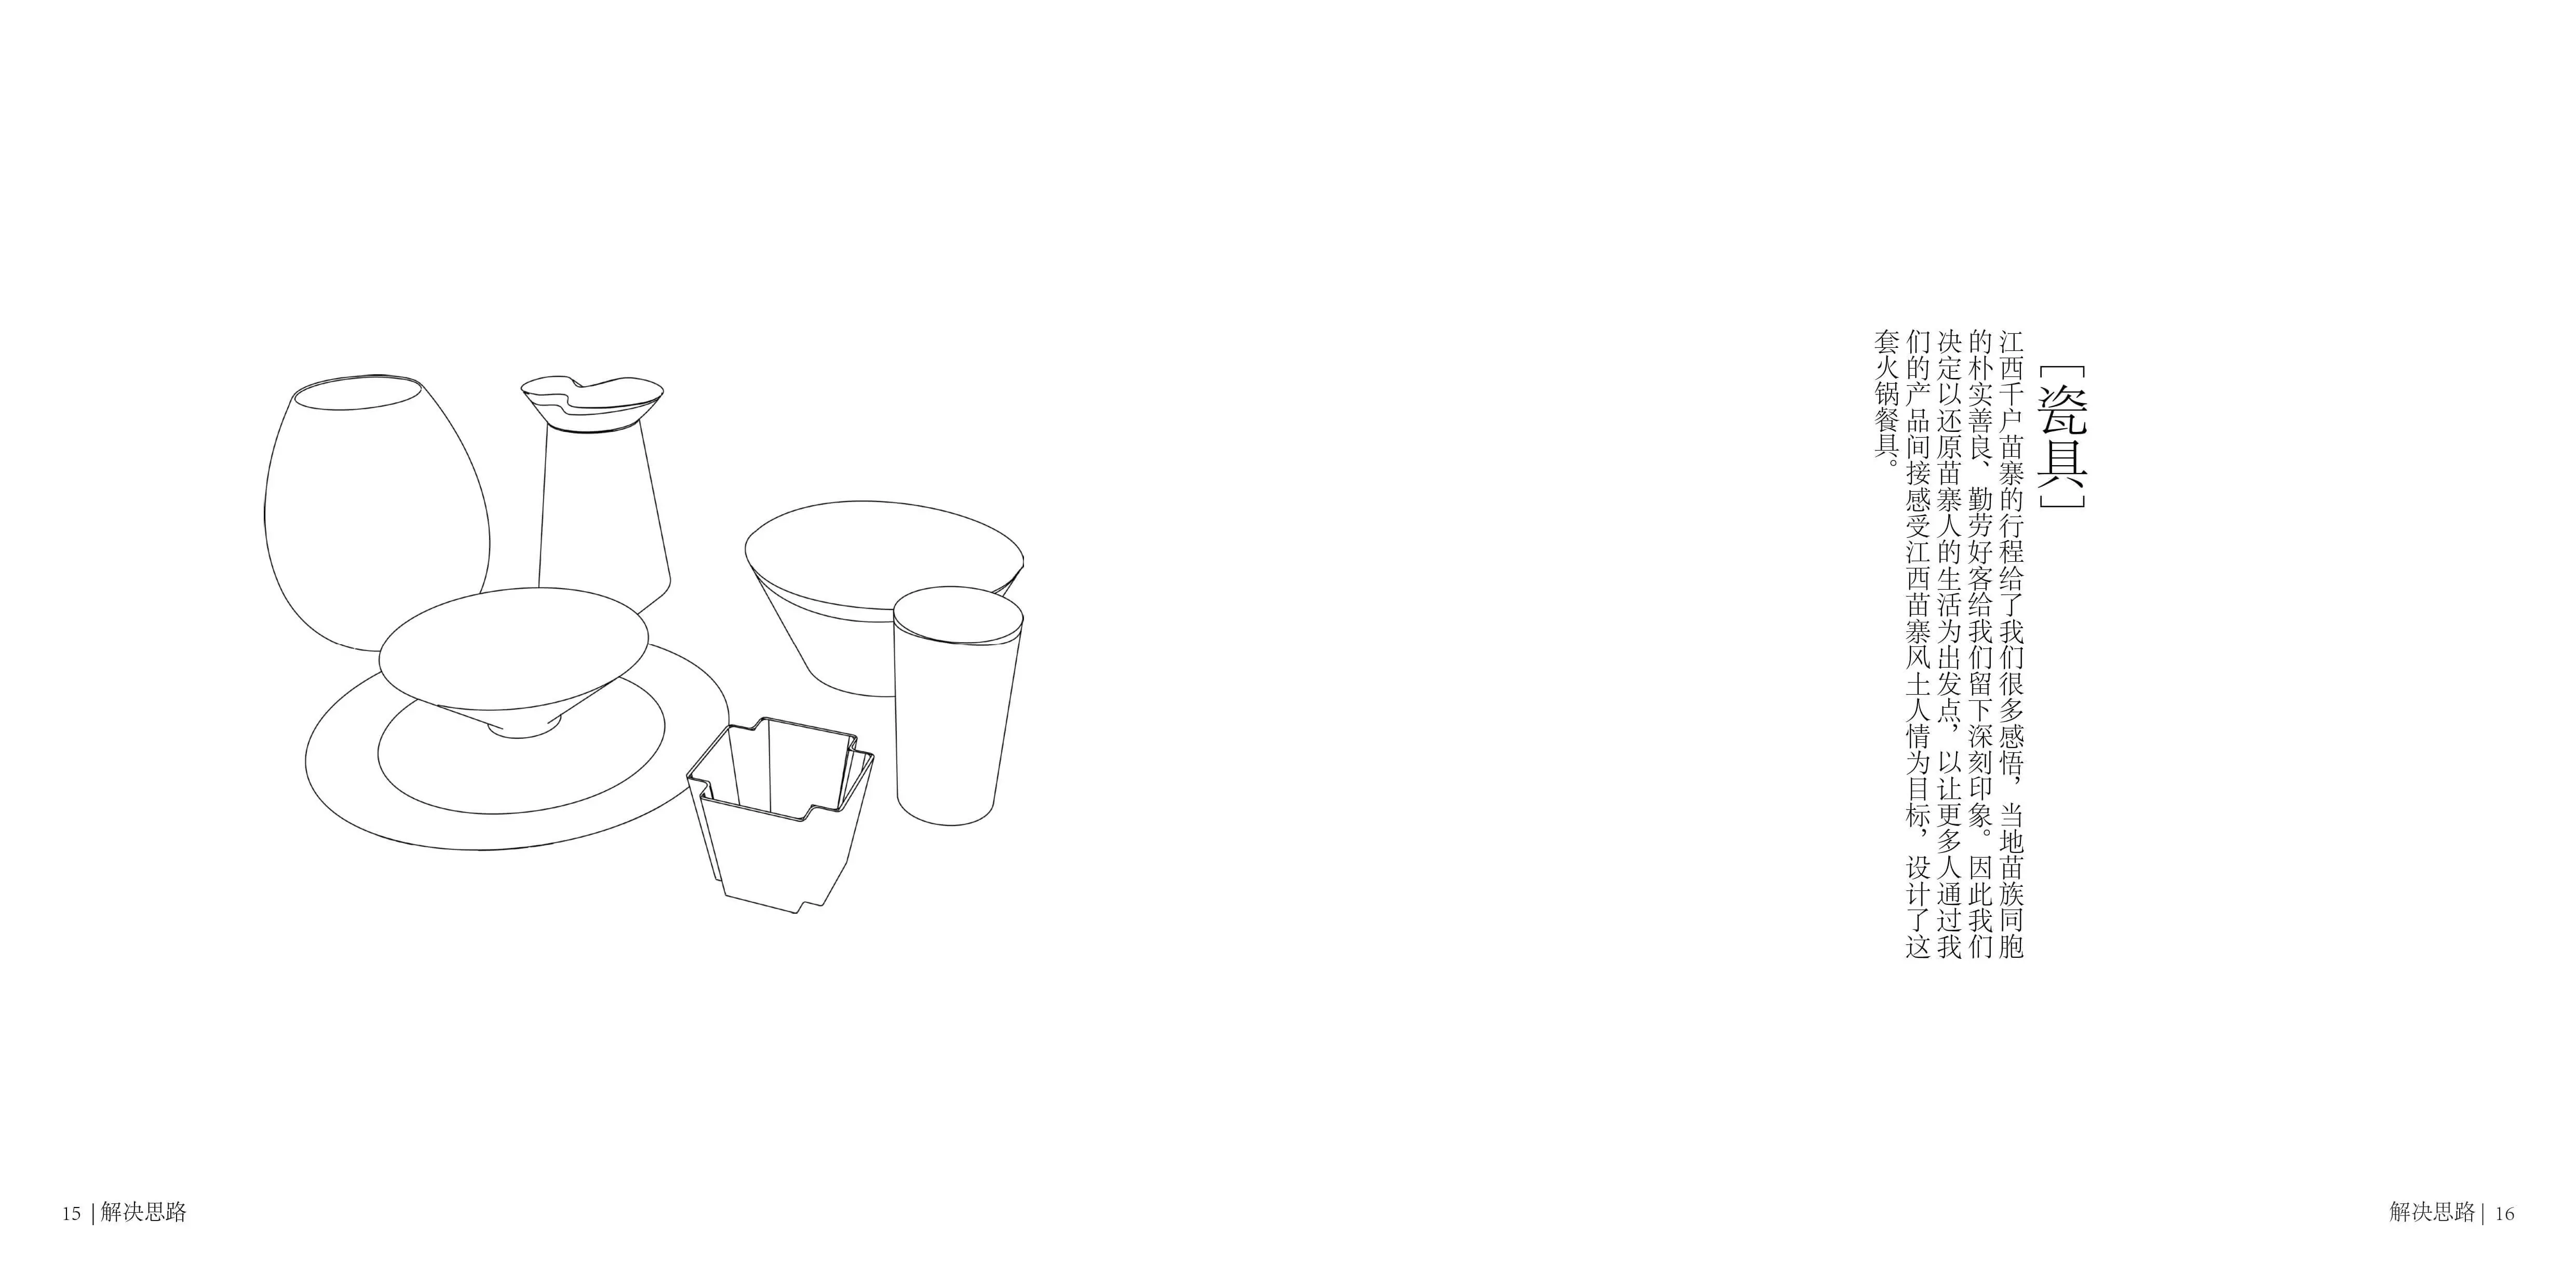 ［瓷具］
江西千户苗寨的行程给了我们很多感悟，当地苗族同胞
的朴实善良、勤劳好客给我们留下深刻印象。因此我们
决定以还原苗寨人的生活为出发点，以让更多人通过我
们的产品间接感受江西苗寨风土人情为目标，设计了这
套火锅餐具。
15 |解决思路
解决思路| 16